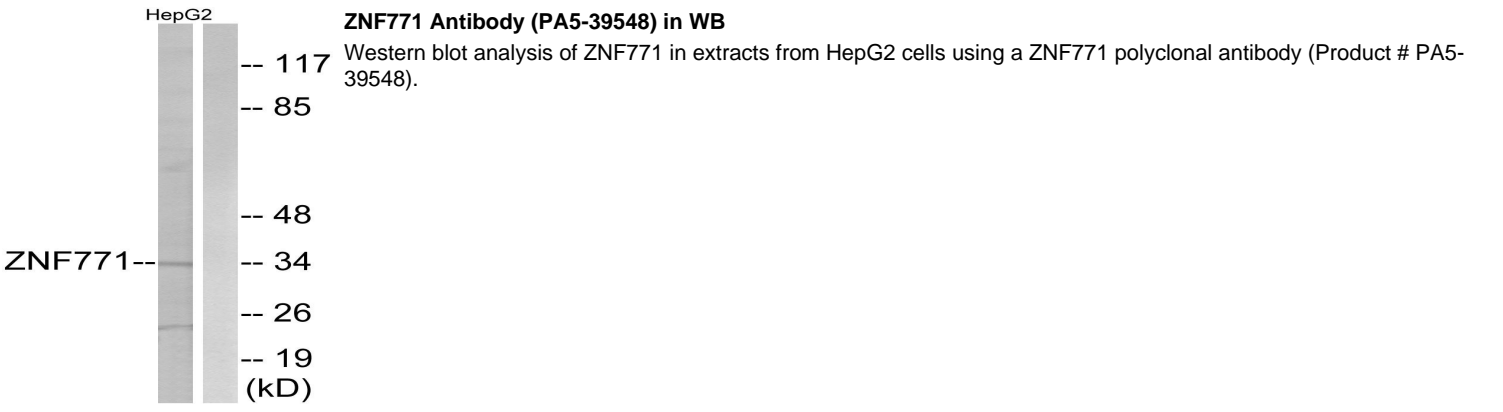 HepG2
ZNF771 Antibody (PA5-39548) in WB
Western blot analysis of ZNF771 in extracts from HepG2 cells using a ZNF771 polyclonal antibody (Product # PA5-
39548).
-- 117
-- 85
-- 48
ZNF771-- -- 34
-- 26
-- 19
(kD)